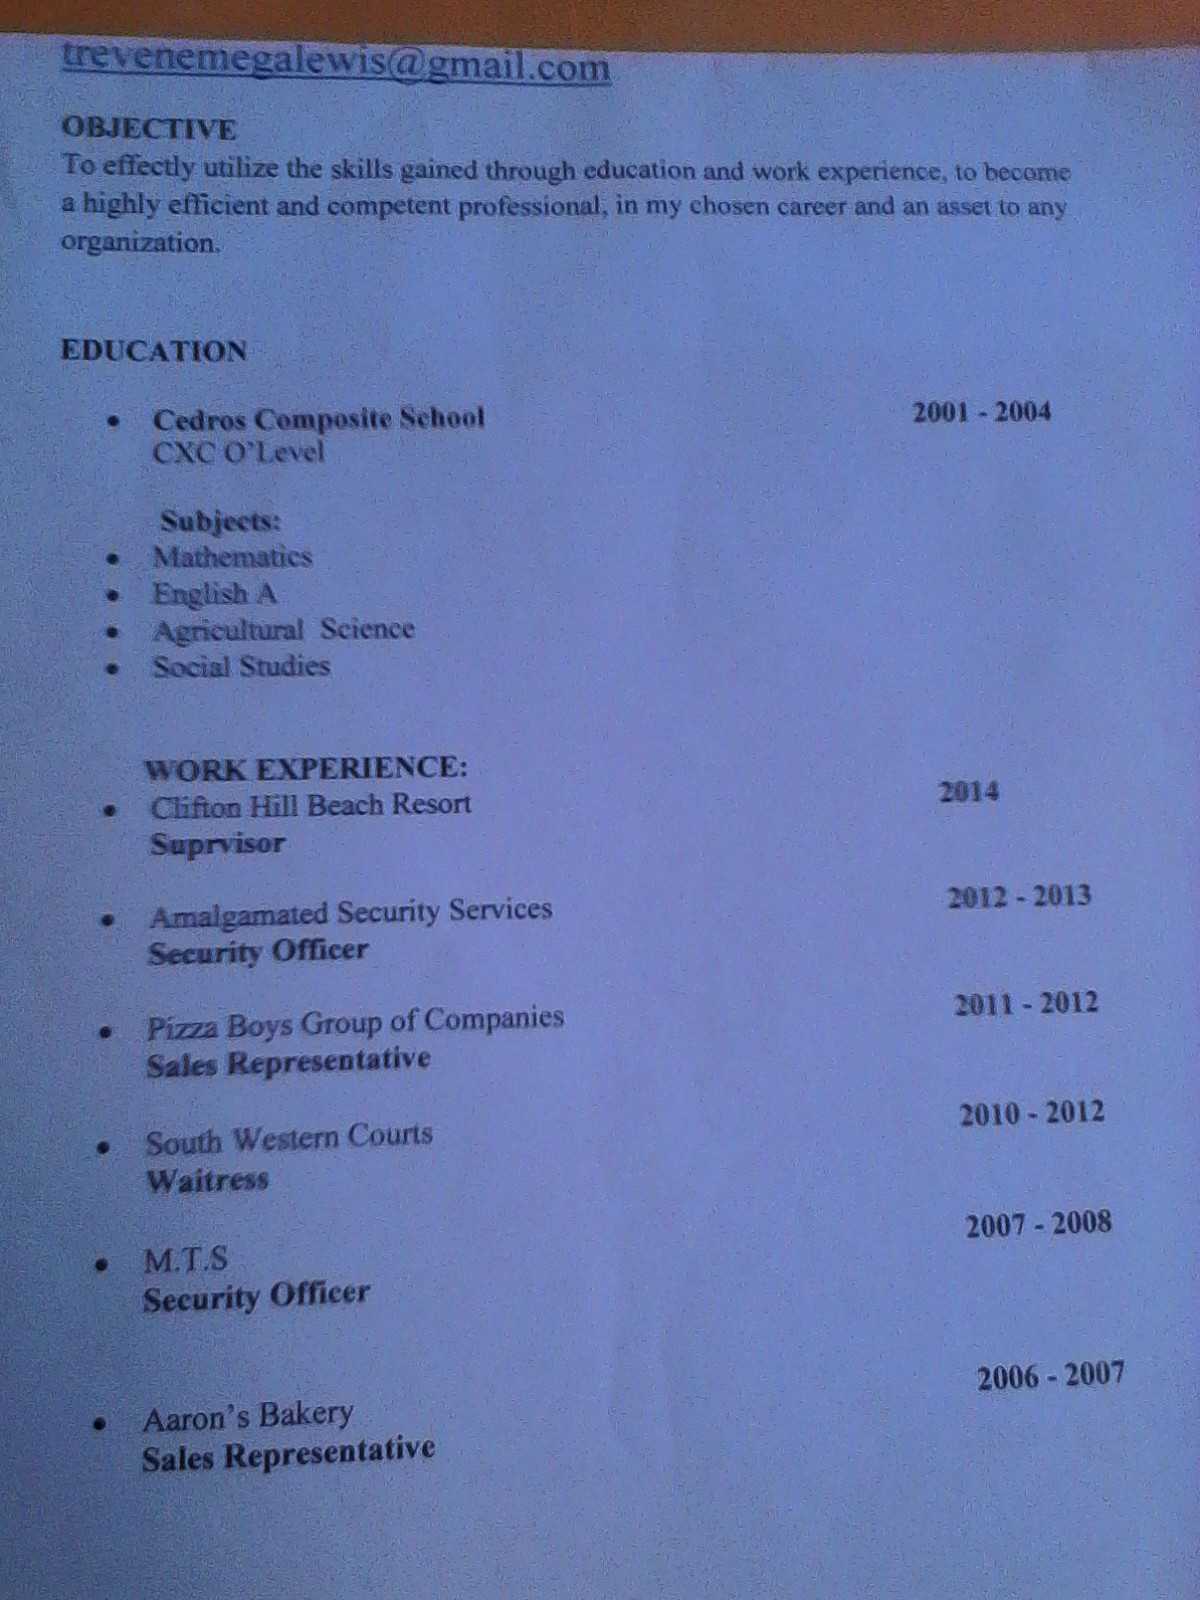 trevenemegalewis@gmail.com
OBJECTIVE
To effectly utilize the skills gained through education and work experience, to become
a highly efficient and competent professional, in my chosen career and an asset to any
organization.
EDUCATION
• Cedros Composite School 2001 - 2004
CXC O'Level
Subjects:
• Mathematics
• English A
• Agricultural Science
• Social Studies
WORK EXPERIENCE:
• Clifton Hill Beach Resort 2014
Suprvisor
• Amalgamated Security Services 2012 - 2013
Security Officer
• Pizza Boys Group of Companies 2011 - 2012
Sales Representative
• South Western Courts 2010 - 2012
Waitress
2007 - 2008
• M.T.S
Security Officer
2006 - 2007
• Aaron's Bakery
Sales Representative